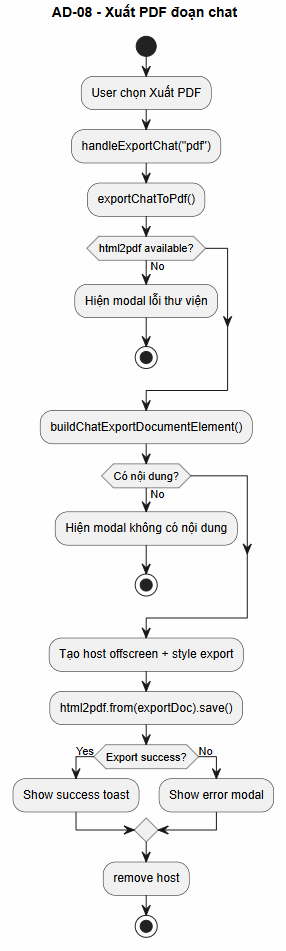 AD-08 - Xuất PDF đoạn chat
User chọn Xuất PDF
handleExportChat("pdf")
exportChatToPdf()
html2pdf available?
No
Hiện modal lỗi thư viện
buildChatExportDocumentElement()
Có nội dung?
No
Hiện modal không có nội dung
Tạo host offscreen + style export
html2pdf.from(exportDoc).save()
Yes
Export success?
No
Show success toast
Show error modal
remove host